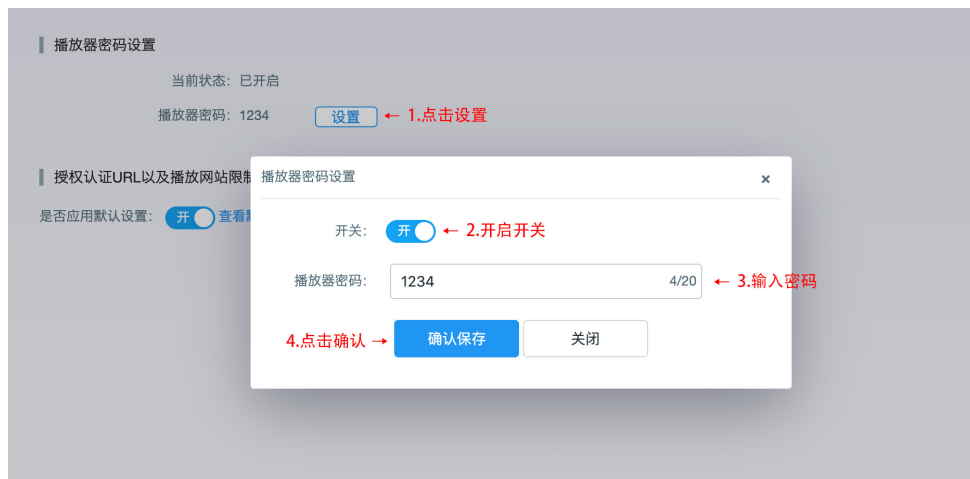 播放器密码设置
当前状态：已开启
播放器密码：1234 设置 ← 1.点击设置
授权认证URL以及播放网站限制
是否应用默认设置： 开 查看
播放器密码设置 ×
开关： 开 ← 2.开启开关
播放器密码： 1234 4/20 ← 3.输入密码
4.点击确认 → 确认保存 关闭